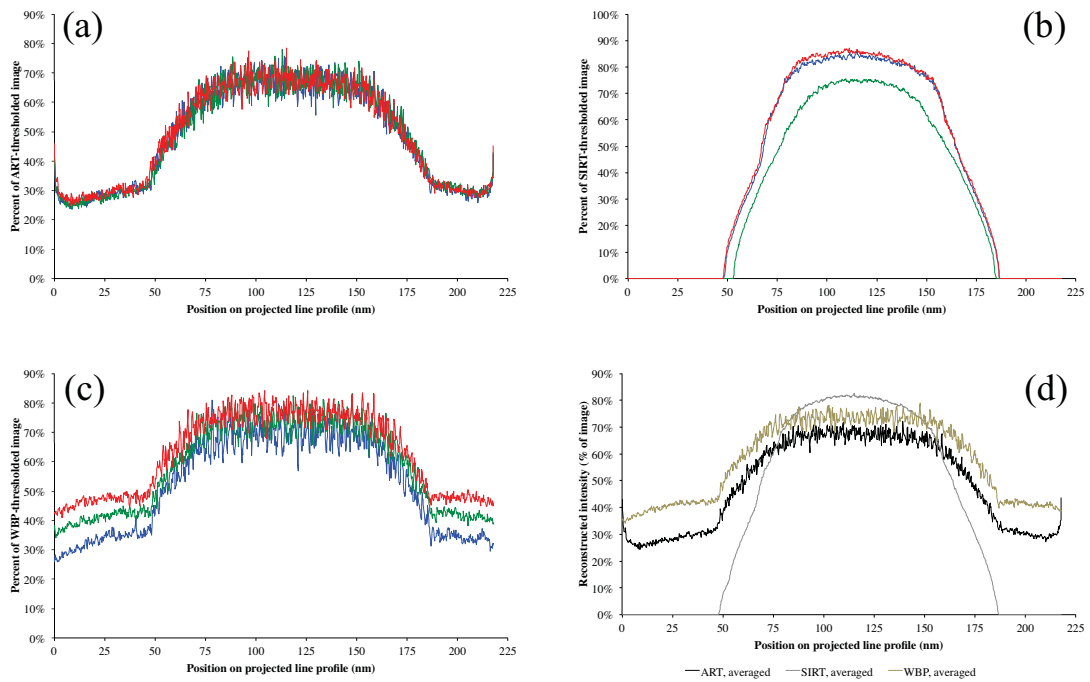 (a)
Percent of ART-thresholded image
90%
80%
70%
60%
50%
40%
30%
20%
10%
0%
0 25 50 75 100 125 150 175 200 225
Position on projected line profile (nm)
(b)
Percent of SIRT-thresholded image
100%
90%
80%
70%
60%
50%
40%
30%
20%
10%
0%
0 25 50 75 100 125 150 175 200 225
Position on projected line profile (nm)
(c)
Percent of WBP-thresholded image
90%
80%
70%
60%
50%
40%
30%
20%
10%
0%
0 25 50 75 100 125 150 175 200 225
Position on projected line profile (nm)
(d)
Reconstructed intensity (% of image)
90%
80%
70%
60%
50%
40%
30%
20%
10%
0%
0 25 50 75 100 125 150 175 200 225
Position on projected line profile (nm)
ART, averaged SIRT, averaged WBP, averaged